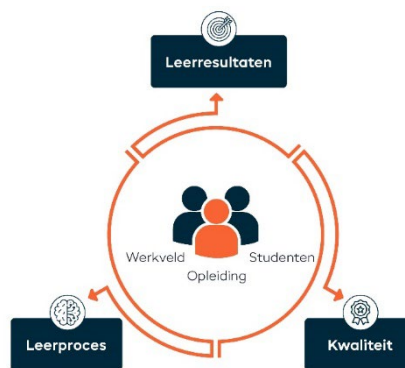 Leerresultaten
Werkveld Studenten
Opleiding
Leerproces Kwaliteit